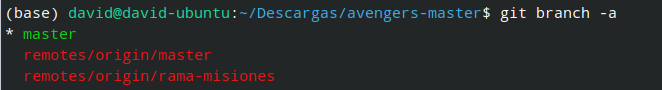 (base) david@david-ubuntu:~/Descargas/avengers-master$ git branch -a
* master
  remotes/origin/master
  remotes/origin/rama-misiones